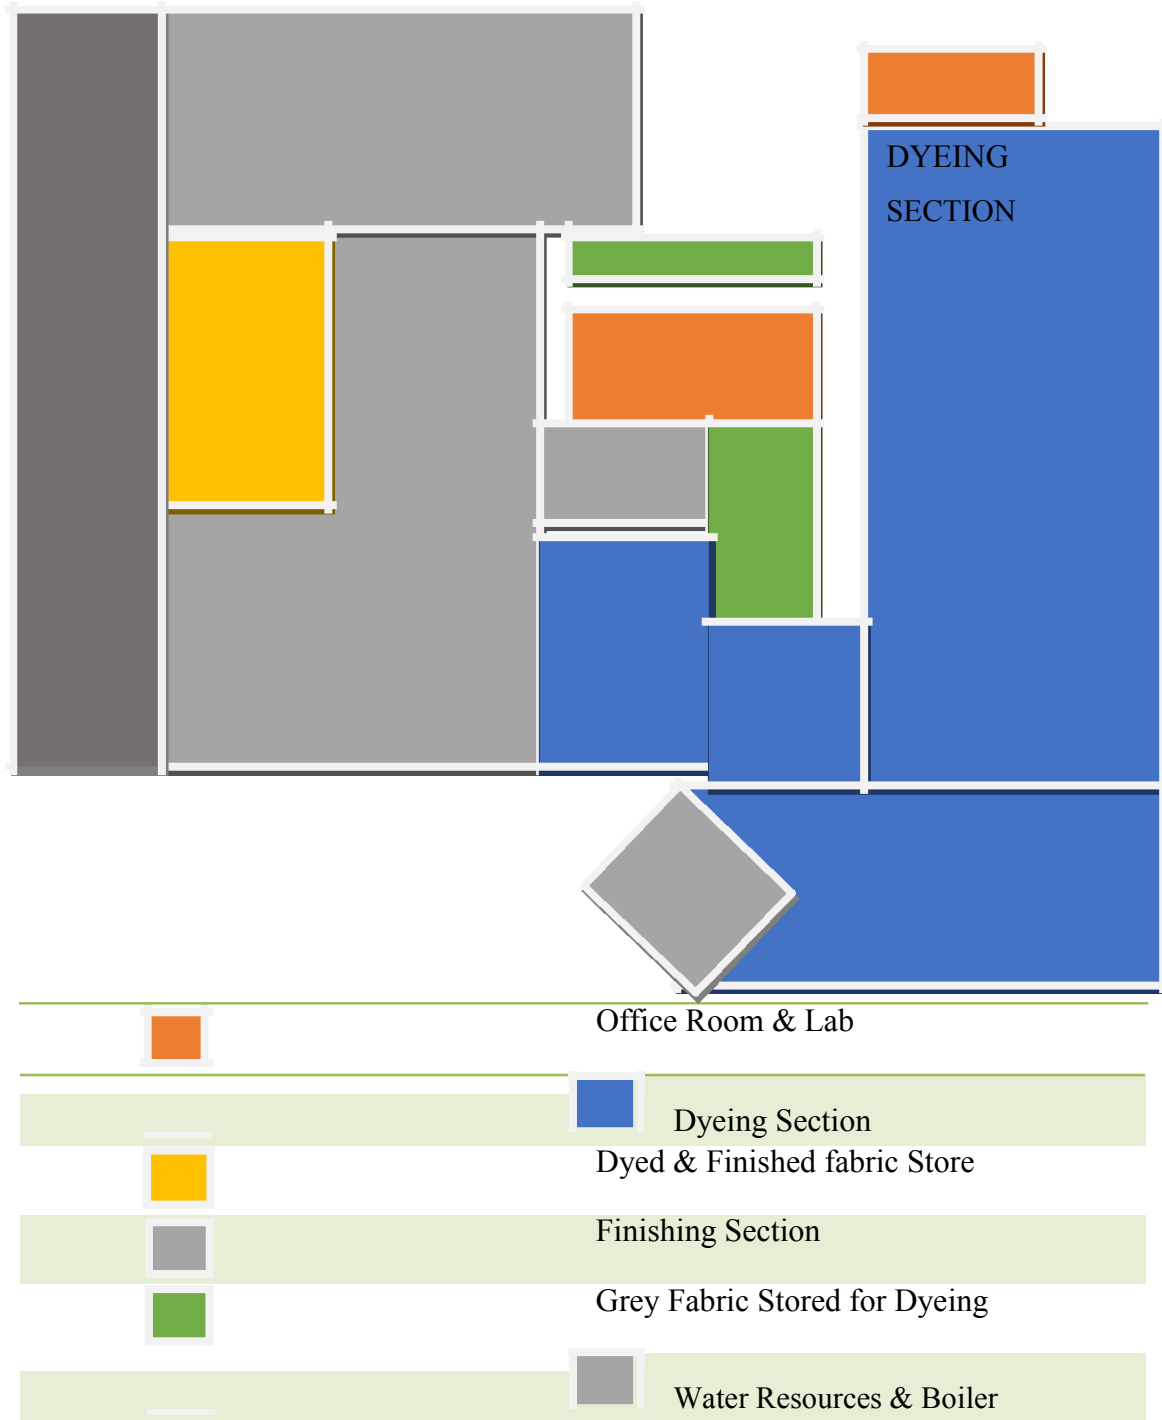 DYEING
SECTION
Office Room & Lab
Dyeing Section
Dyed & Finished fabric Store
Finishing Section
Grey Fabric Stored for Dyeing
Water Resources & Boiler